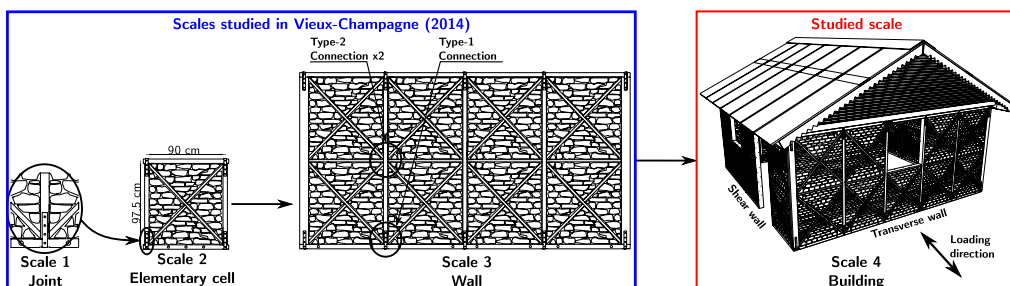 Scales studied in Vieux-Champagne (2014)
Type-2
Connection x2
Type-1
Connection
90 cm
97.5 cm
Scale 1
Joint
Scale 2
Elementary cell
Scale 3
Wall
Studied scale
Shear wall
Transverse wall
Loading
direction
Scale 4
Building